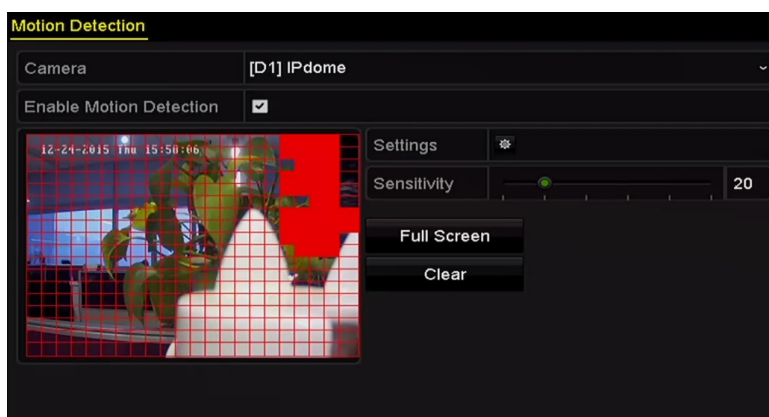 Motion Detection
Camera [D1] IPdome
Enable Motion Detection
12-24-2015 Thu 15:50:06
Settings
Sensitivity 20
Full Screen
Clear